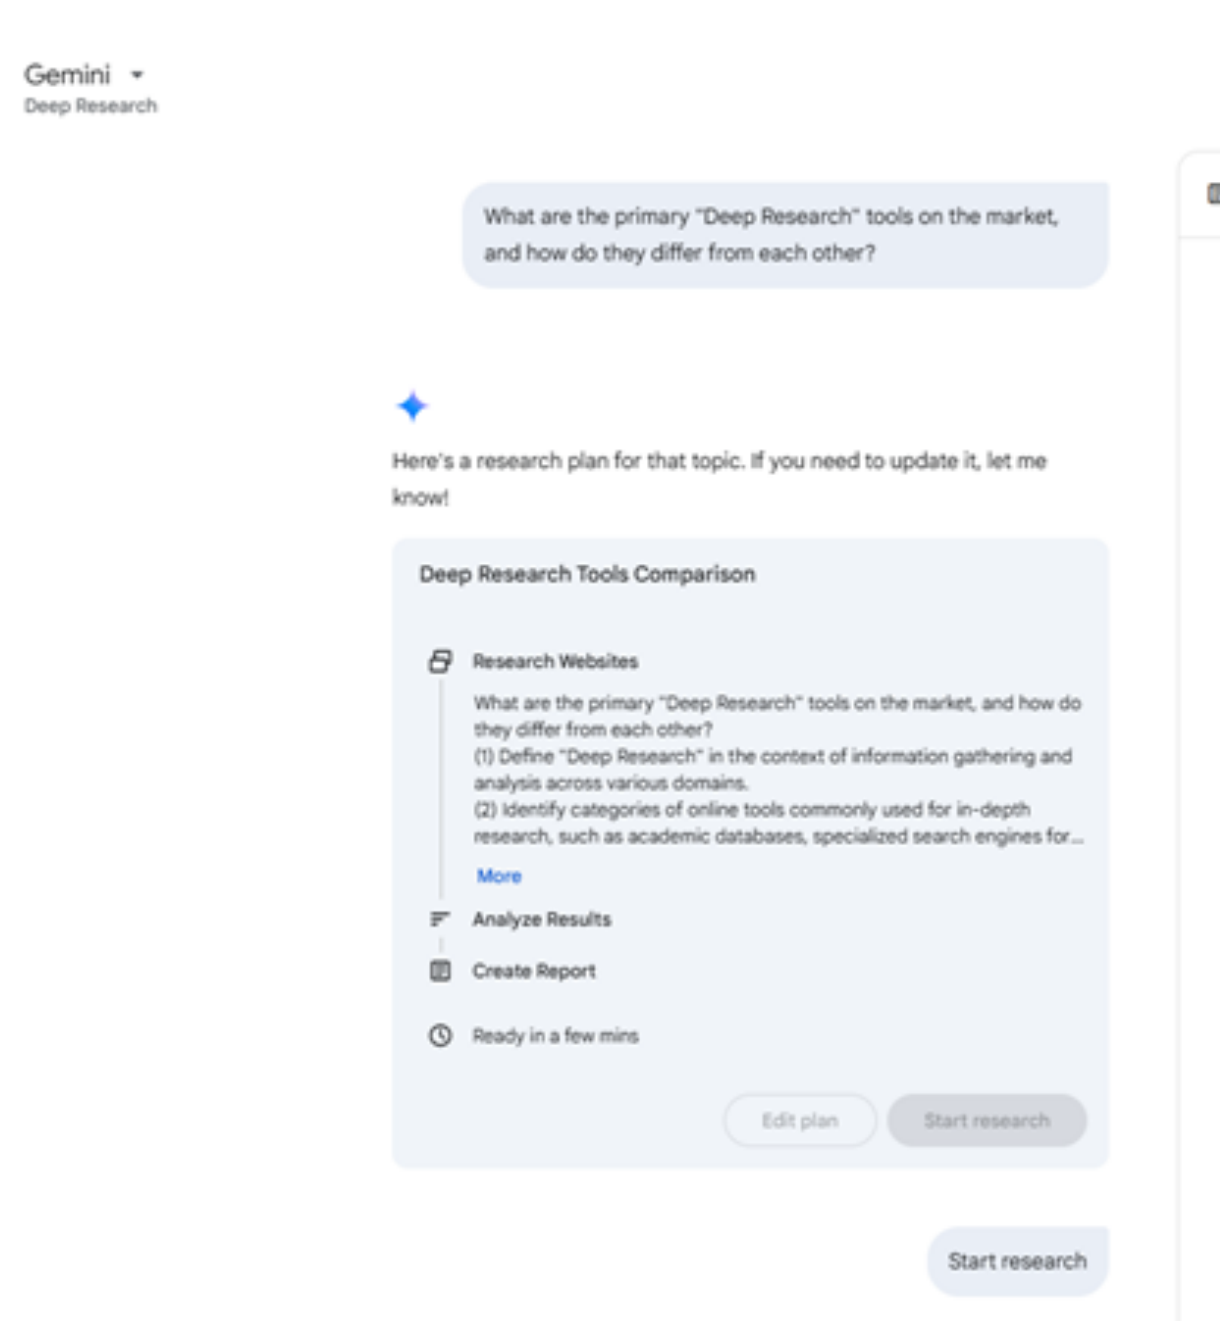 Gemini
Deep Research
What are the primary "Deep Research" tools on the market,
and how do they differ from each other?
Here's a research plan for that topic. If you need to update it, let me
know!
Deep Research Tools Comparison
Research Websites
What are the primary "Deep Research" tools on the market, and how do
they differ from each other?
(1) Define "Deep Research" in the context of information gathering and
analysis across various domains.
(2) Identify categories of online tools commonly used for in-depth
research, such as academic databases, specialized search engines for...
More
Analyze Results
Create Report
Ready in a few mins
Edit plan
Start research
Start research